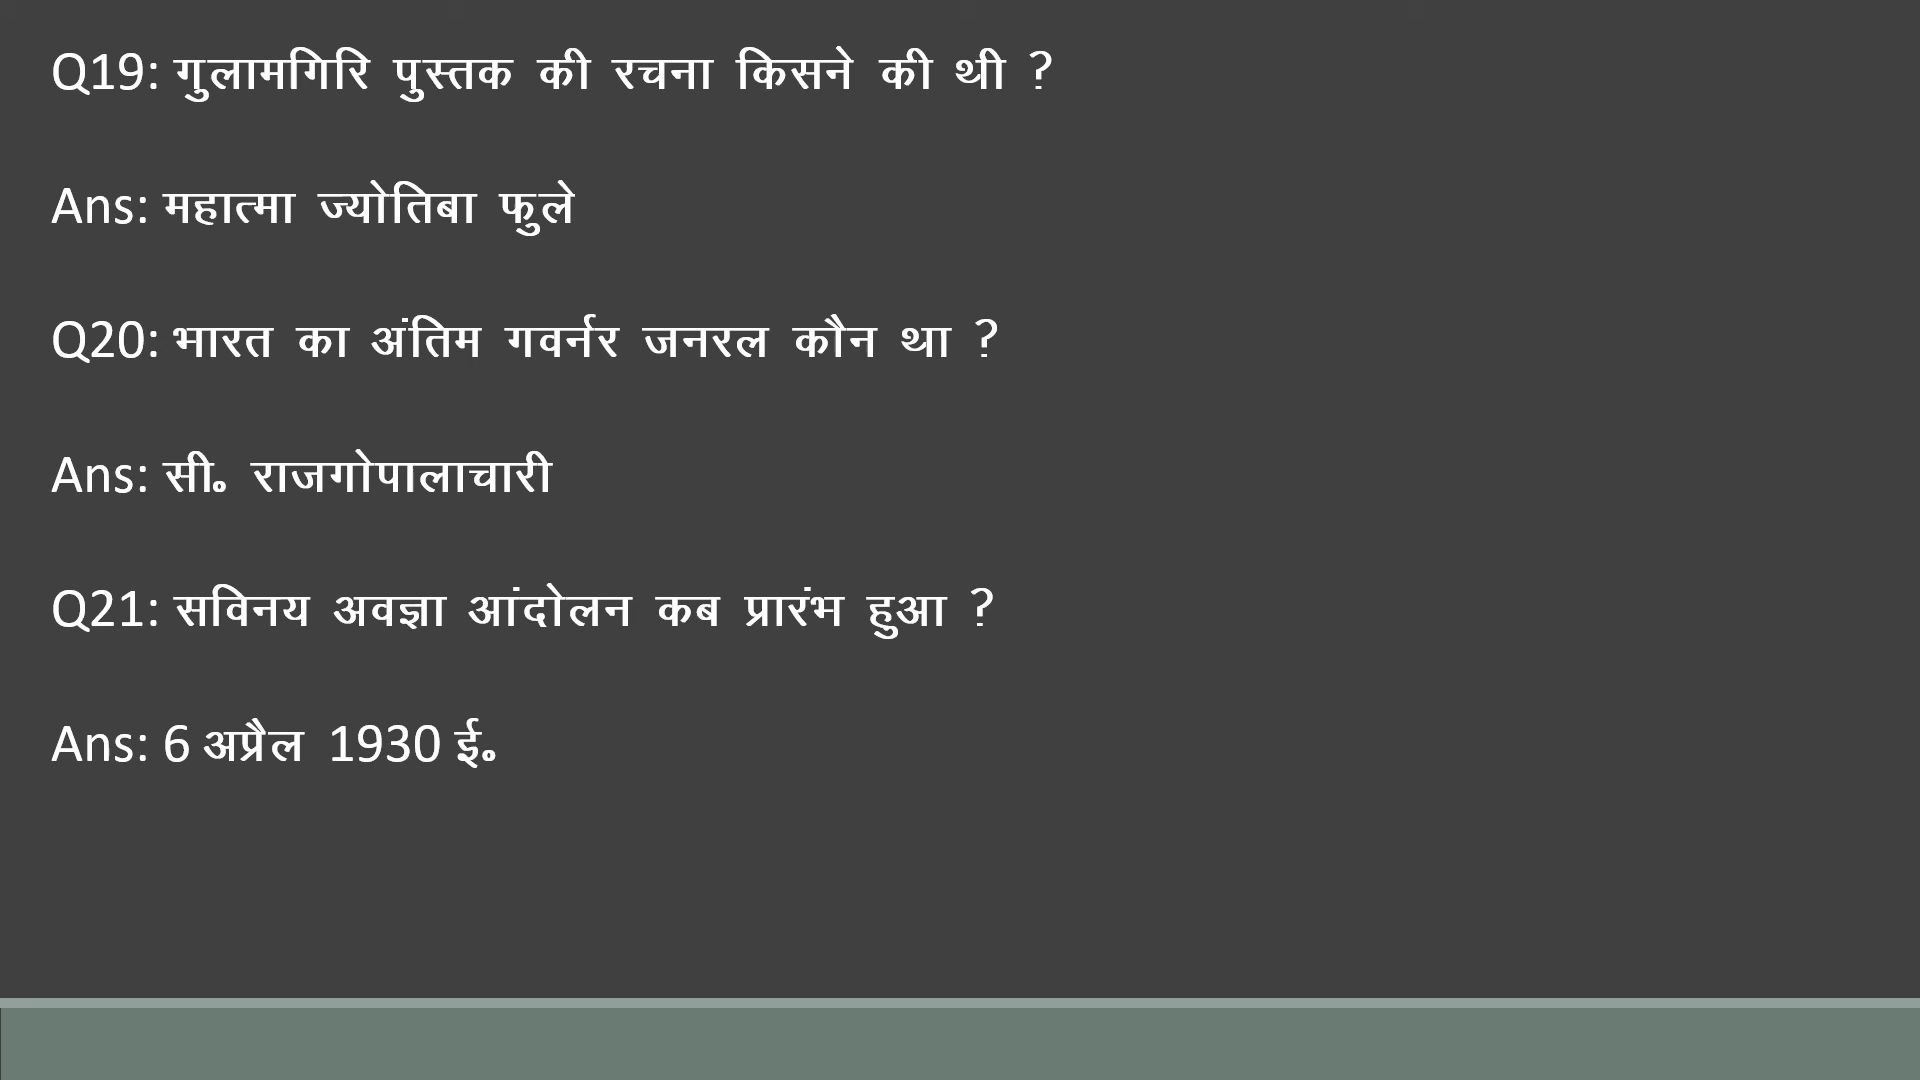 Q19: गुलामगिरि पुस्तक की रचना किसने की थी ?
Ans: महात्मा ज्योतिबा फुले
Q20: भारत का अंतिम गवर्नर जनरल कौन था ?
Ans: सी॰ राजगोपालाचारी
Q21: सविनय अवज्ञा आंदोलन कब प्रारंभ हुआ ?
Ans: 6 अप्रैल 1930 ई॰